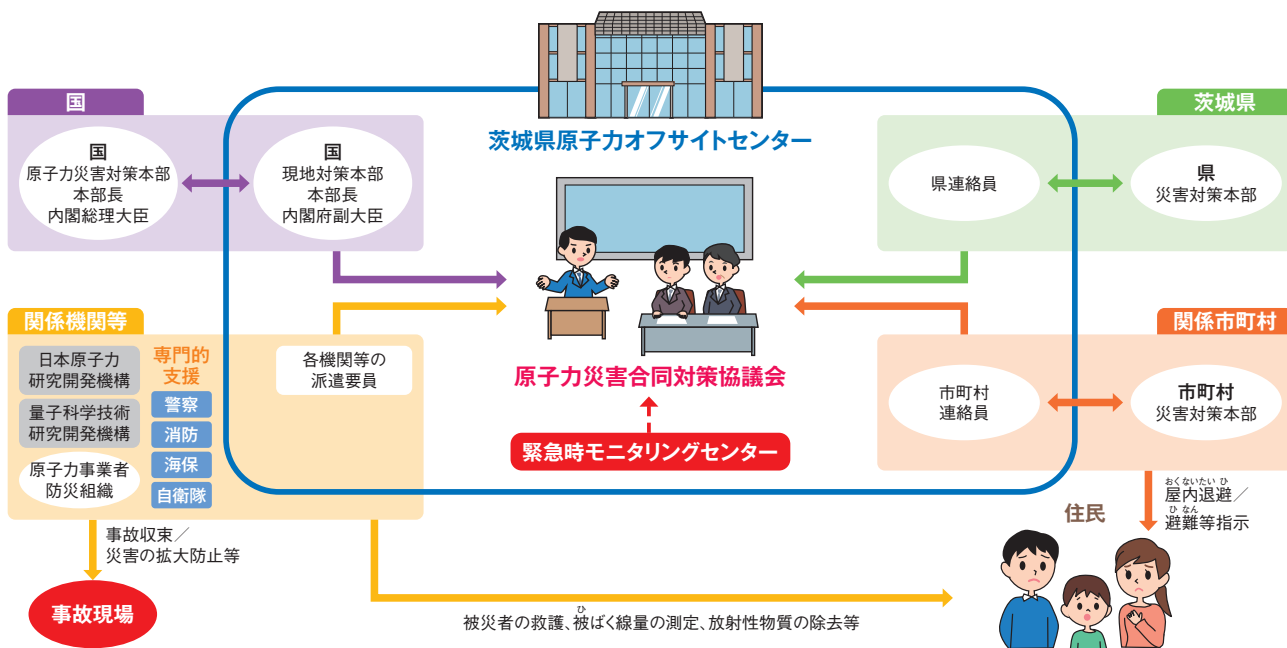 茨城県原子力オフサイトセンター
国
国
原子力災害対策本部
本部長
内閣総理大臣
国
現地対策本部
本部長
内閣府副大臣
茨城県
県連絡員
県
災害対策本部
関係機関等
日本原子力
研究開発機構
量子科学技術
研究開発機構
原子力事業者
防災組織
専門的
支援
警察
消防
海保
自衛隊
各機関等の
派遣要員
原子力災害合同対策協議会
緊急時モニタリングセンター
関係市町村
市町村
連絡員
市町村
災害対策本部
事故収束／
災害の拡大防止等
事故現場
おくないたいひ
屋内退避／
ひなん
避難等指示
住民
ひ
被災者の救護、被ばく線量の測定、放射性物質の除去等